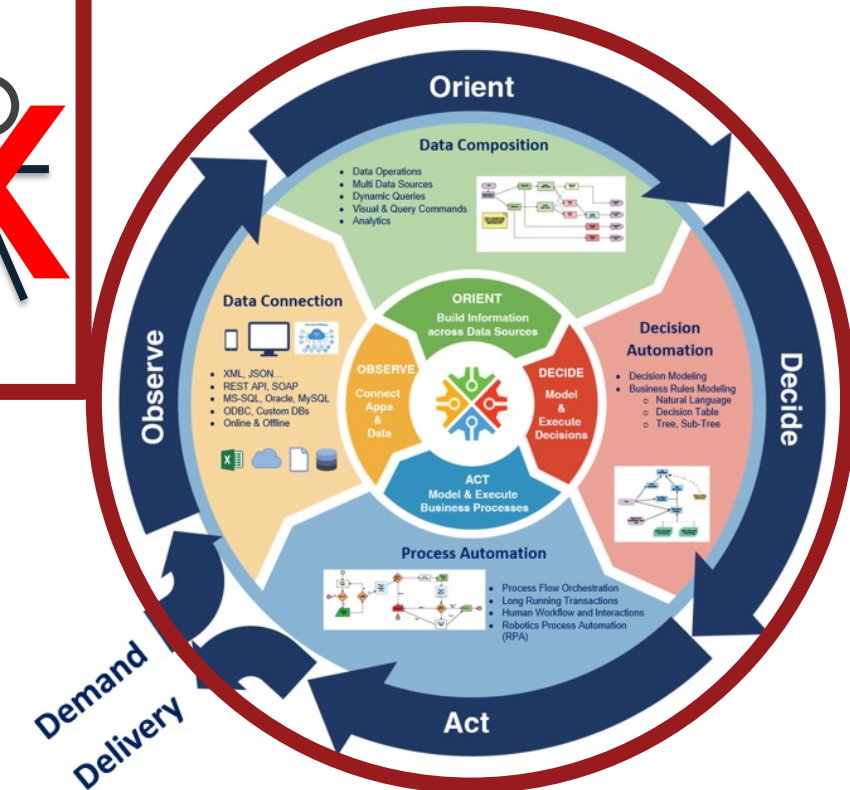 Orient
Data Composition
• Data Operations
• Multi Data Sources
• Dynamic Queries
• Visual & Query Commands
• Analytics
Decide
Decision
Automation
• Decision Modeling
• Business Rules Modeling
o Natural Language
o Decision Table
o Tree, Sub-Tree
Observe
Data Connection
• XML, JSON...
• REST API, SOAP
• MS-SQL, Oracle, MySQL
• ODBC, Custom DBs
• Online & Offline
ORIENT
Build Information
across Data Sources
OBSERVE
Connect
Apps
&
Data
DECIDE
Model
&
Execute
Decisions
ACT
Model & Execute
Business Processes
Process Automation
• Process Flow Orchestration
• Long Running Transactions
• Human Workflow and Interactions
• Robotics Process Automation
(RPA)
Act
Demand
Delivery